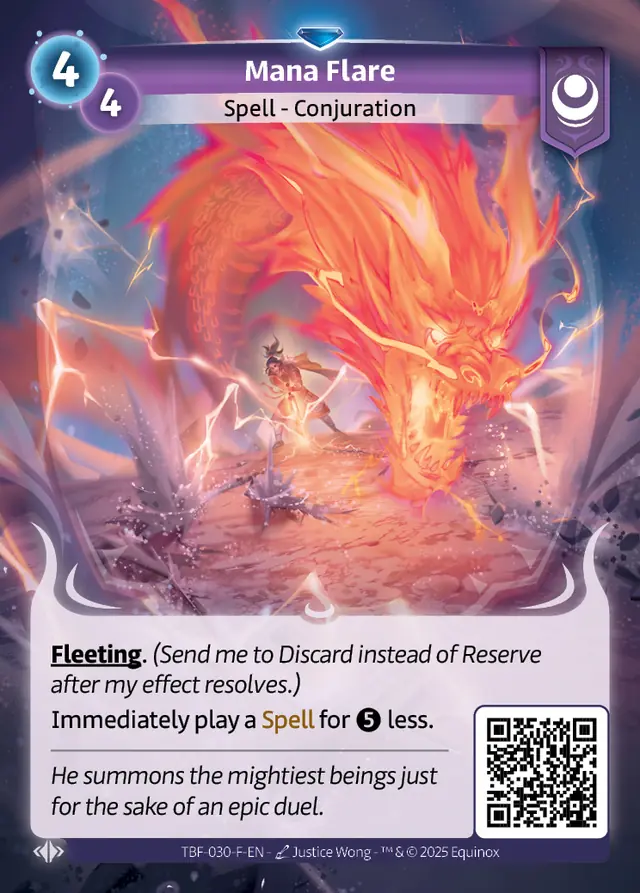 4
4
Mana Flare
Spell - Conjuration
Fleeting. (Send me to Discard instead of Reserve
after my effect resolves.)
Immediately play a Spell for 5 less.
He summons the mightiest beings just
for the sake of an epic duel.
TBF-030-F-EN - Justice Wong - ™ & © 2025 Equinox